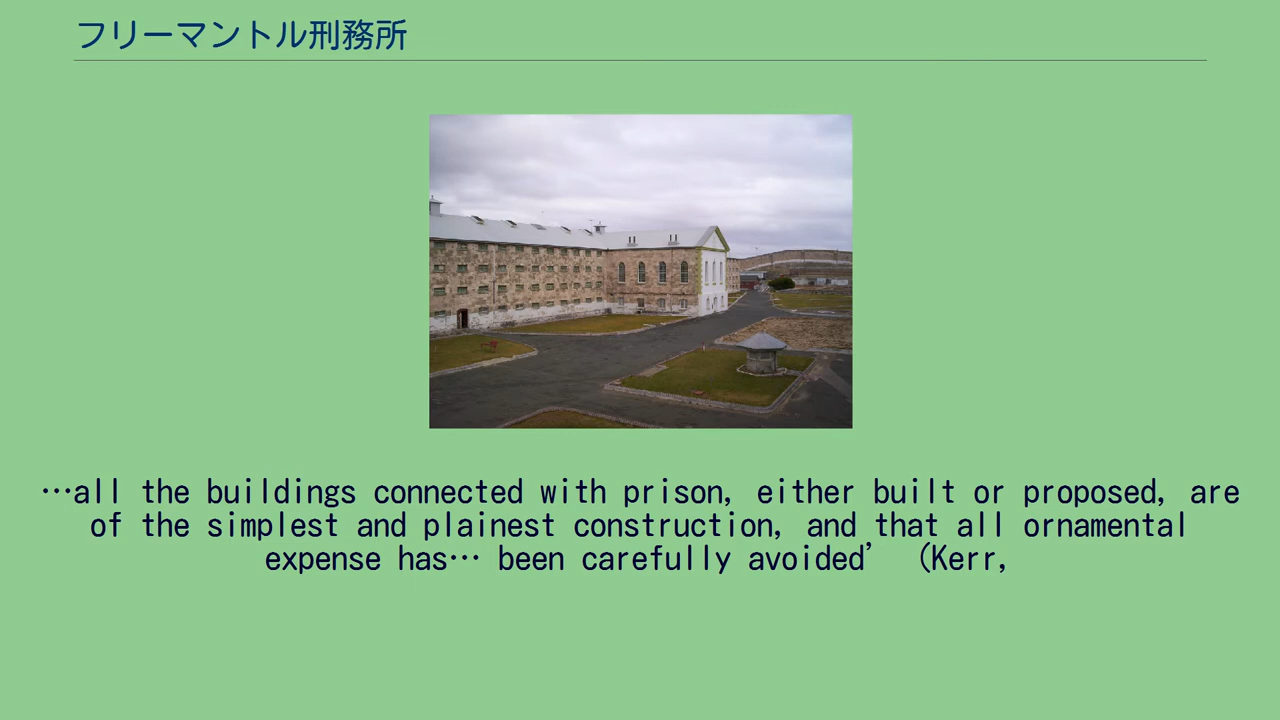 フリーマントル刑務所
…all the buildings connected with prison, either built or proposed, are
of the simplest and plainest construction, and that all ornamental
expense has… been carefully avoided’ (Kerr,